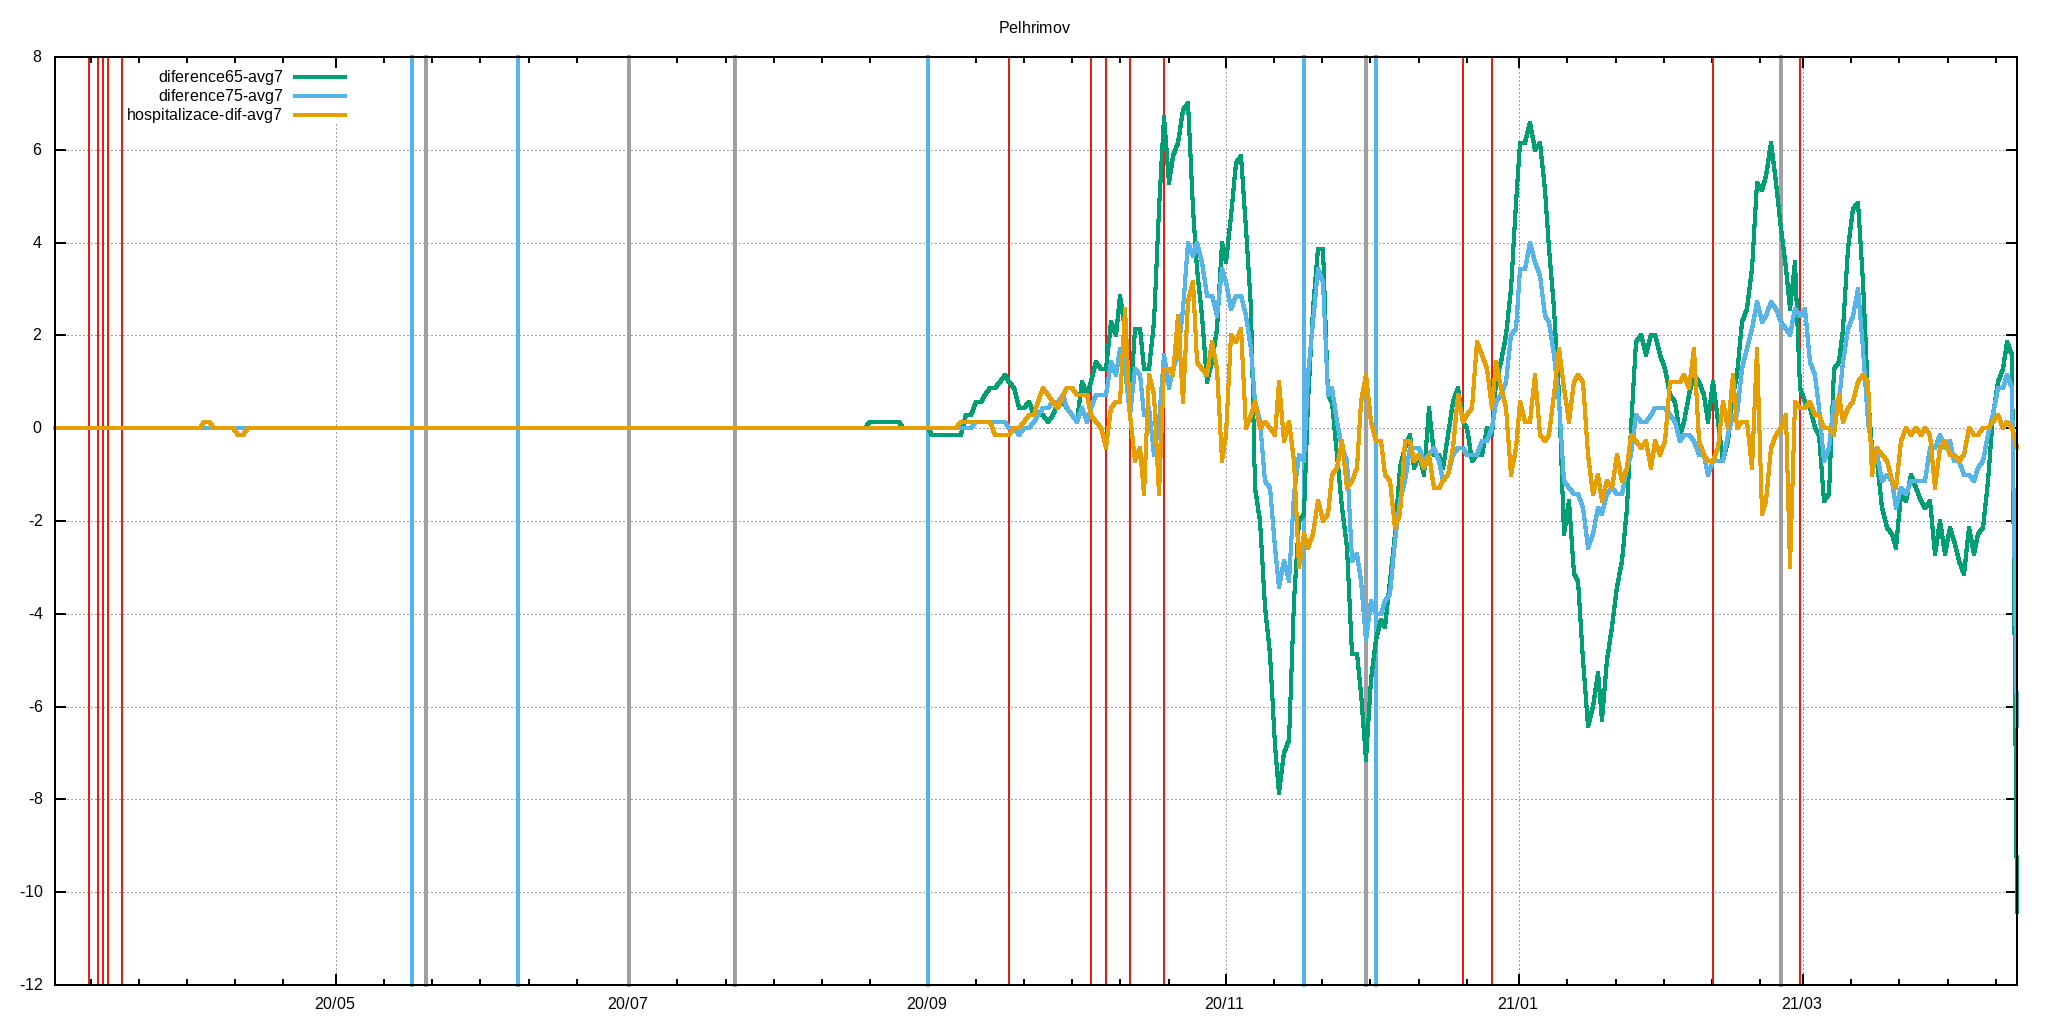 Pelhrimov
8
diference65-avg7
diference75-avg7
hospitalizace-dif-avg7
6
4
2
0
-2
-4
-6
-8
-10
-12
20/05 20/07 20/09 20/11 21/01 21/03